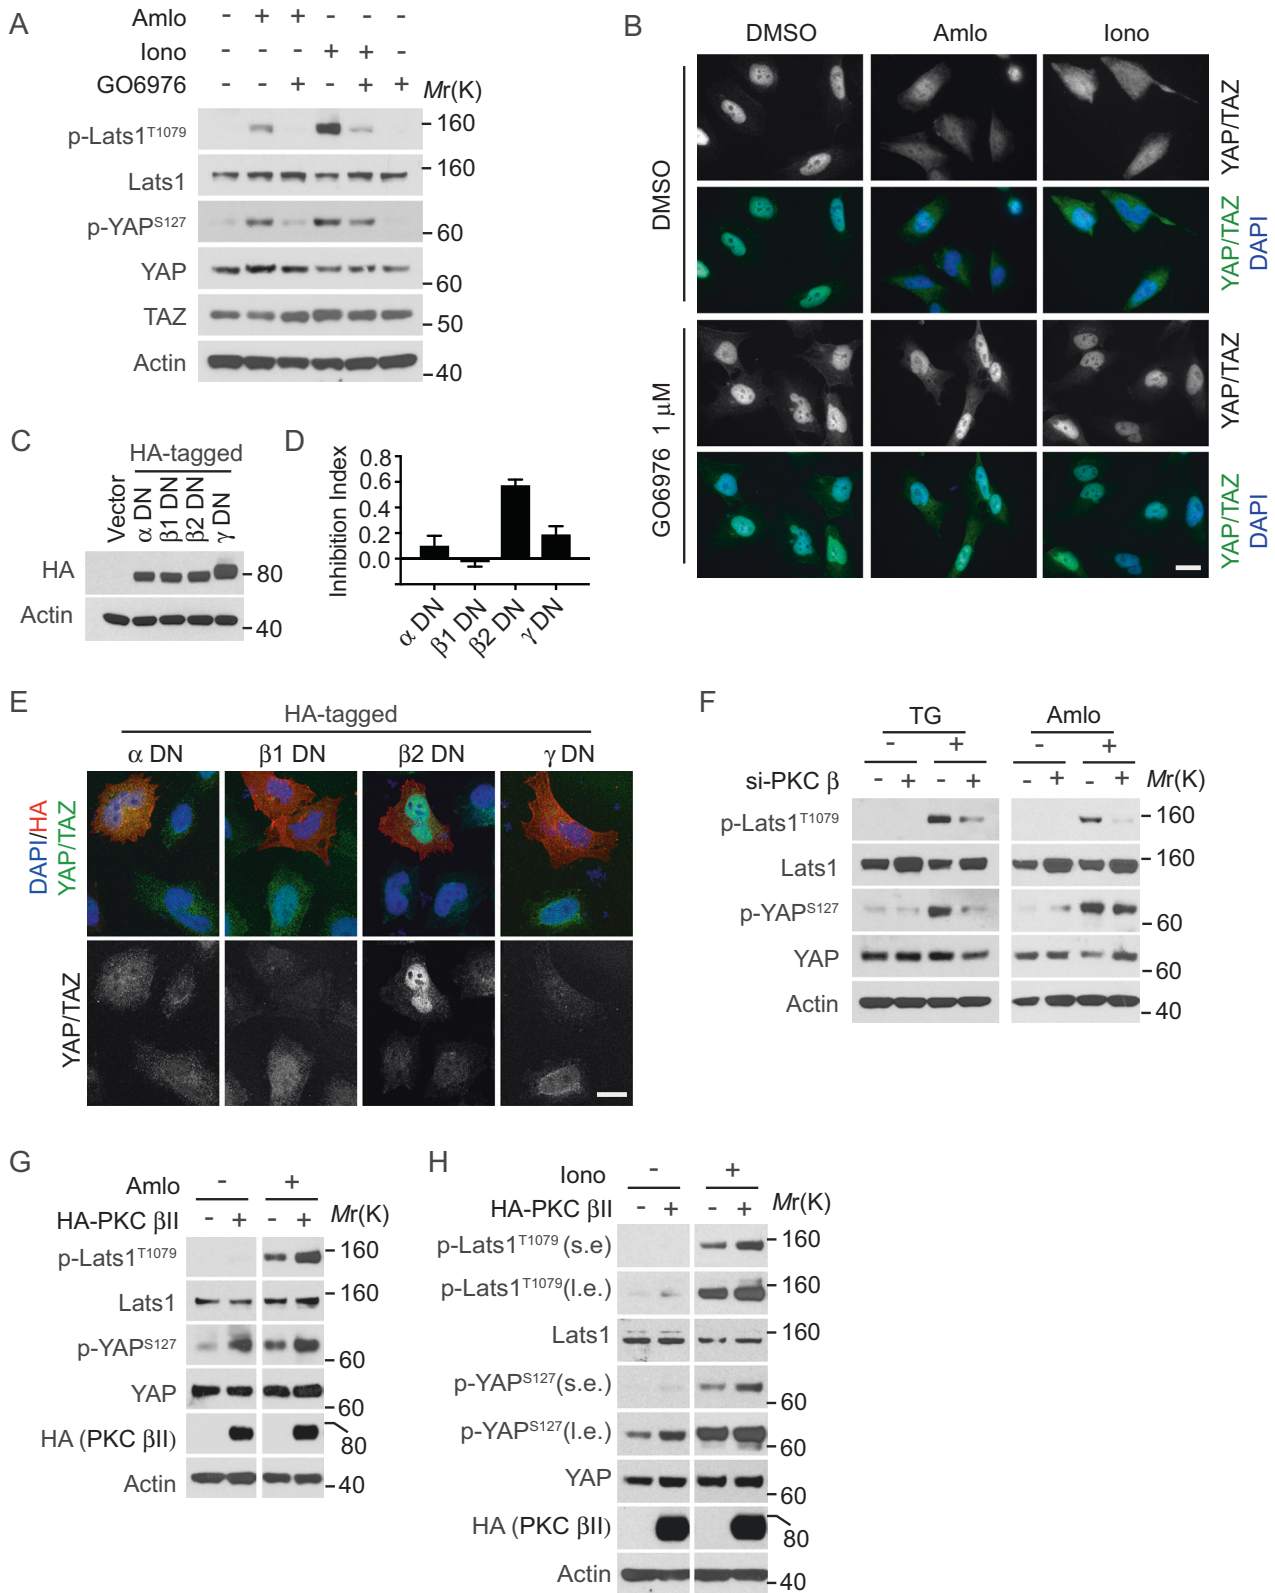 A
Amlo - + + - - -
Iono - - - + + -
GO6976 - - + - + + Mr(K)
p-Lats1T1079 160
Lats1 160
p-YAPS127 60
YAP 60
TAZ 50
Actin 40
B
DMSO Amlo Iono
DMSO
YAP/TAZ
YAP/TAZ
DAPI
GO6976 1 μM
YAP/TAZ
YAP/TAZ
DAPI
C
HA-tagged
Vector
α DN
β1 DN
β2 DN
γ DN
HA 80
Actin 40
D
Inhibition Index
0.8
0.6
0.4
0.2
0.0
α DN
β1 DN
β2 DN
γ DN
E
HA-tagged
α DN β1 DN β2 DN γ DN
DAPI/HA
YAP/TAZ
YAP/TAZ
F
TG Amlo
- + - +
si-PKC β - + - + - + - + Mr(K)
p-Lats1T1079 160
Lats1 160
p-YAPS127 60
YAP 60
Actin 40
G
Amlo - +
HA-PKC βII - + - + Mr(K)
p-Lats1T1079 160
Lats1 160
p-YAPS127 60
YAP 60
HA (PKC βII) 80
Actin 40
H
Iono - +
HA-PKC βII - + - + Mr(K)
p-Lats1T1079 (s.e) 160
p-Lats1T1079(l.e.) 160
Lats1 160
p-YAPS127(s.e.) 60
p-YAPS127(l.e.) 60
YAP 60
HA (PKC βII) 80
Actin 40